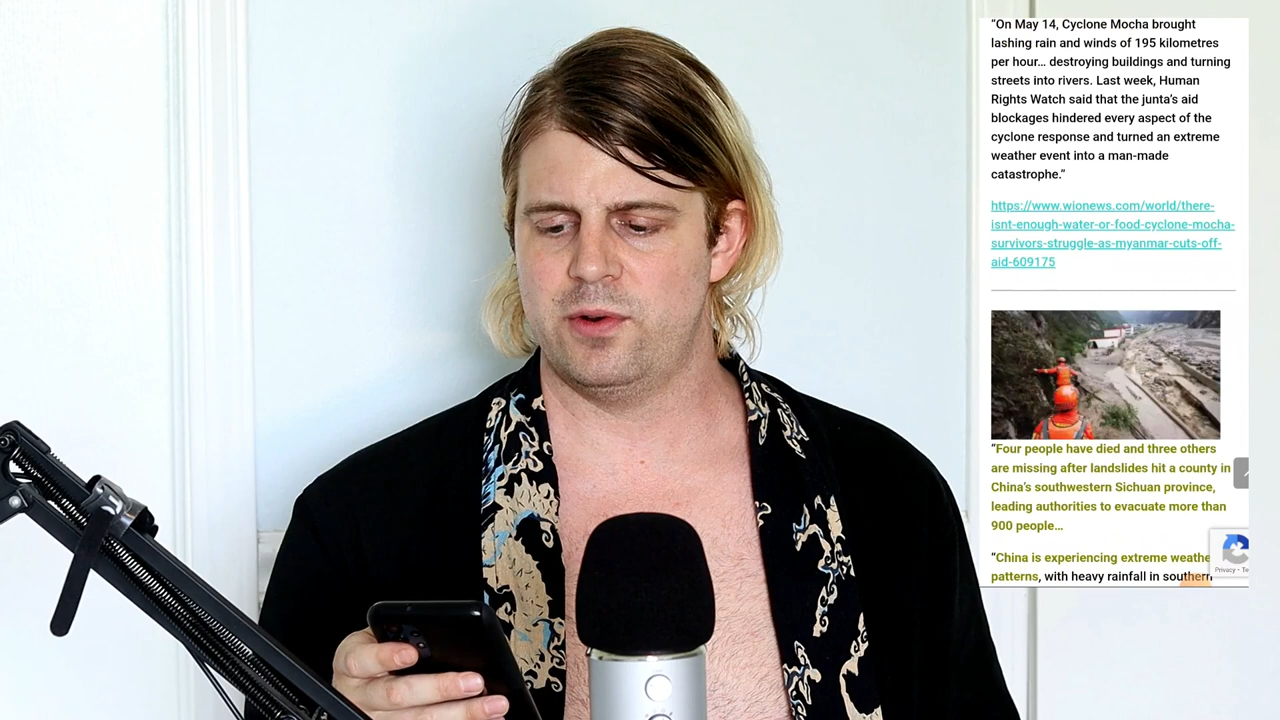 “On May 14, Cyclone Mocha brought
lashing rain and winds of 195 kilometres
per hour… destroying buildings and turning
streets into rivers. Last week, Human
Rights Watch said that the junta’s aid
blockages hindered every aspect of the
cyclone response and turned an extreme
weather event into a man-made
catastrophe.”
https://www.wionews.com/world/there-
isnt-enough-water-or-food-cyclone-mocha-
survivors-struggle-as-myanmar-cuts-off-
aid-609175
“Four people have died and three others
are missing after landslides hit a county in
China’s southwestern Sichuan province,
leading authorities to evacuate more than
900 people…
“China is experiencing extreme weathe
patterns, with heavy rainfall in southern
Privacy - Te